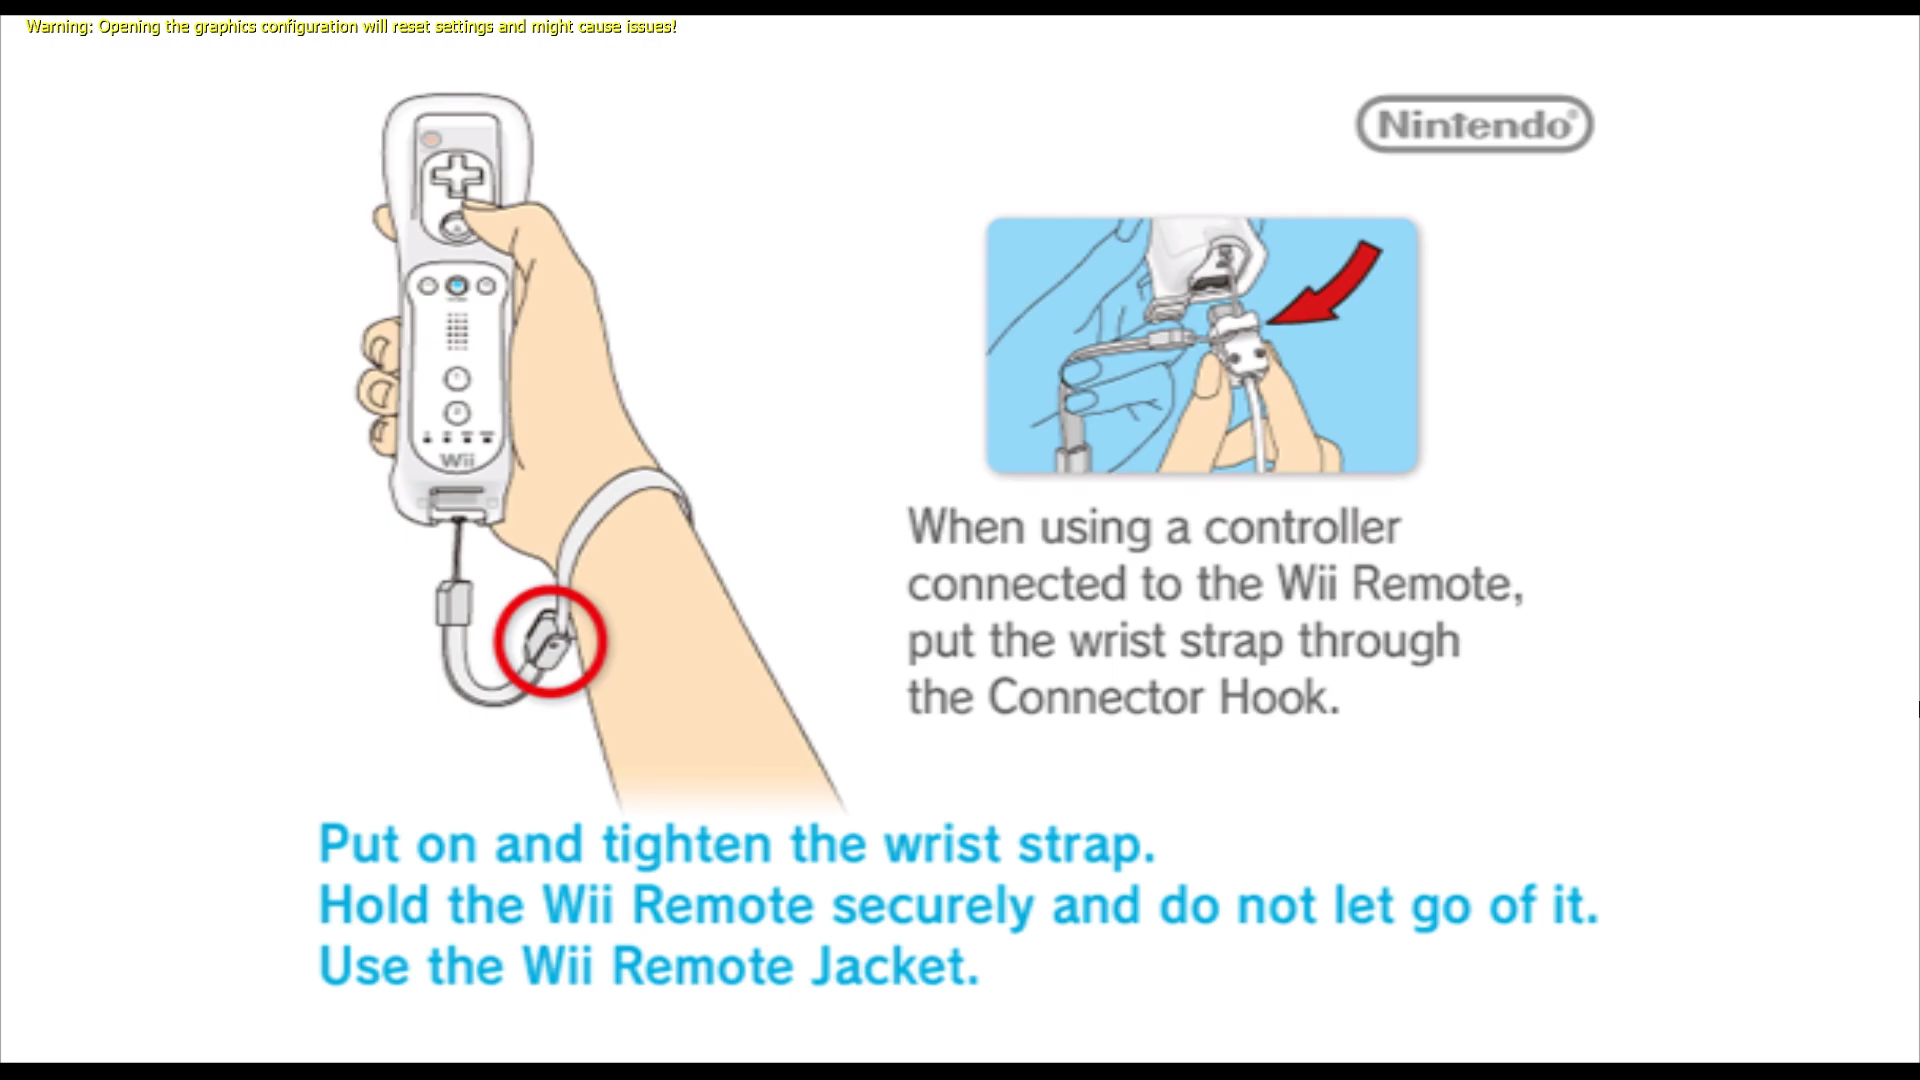 Warning: Opening the graphics configuration will reset settings and might cause issues!
Nintendo®
Wii
When using a controller
connected to the Wii Remote,
put the wrist strap through
the Connector Hook.
Put on and tighten the wrist strap.
Hold the Wii Remote securely and do not let go of it.
Use the Wii Remote Jacket.